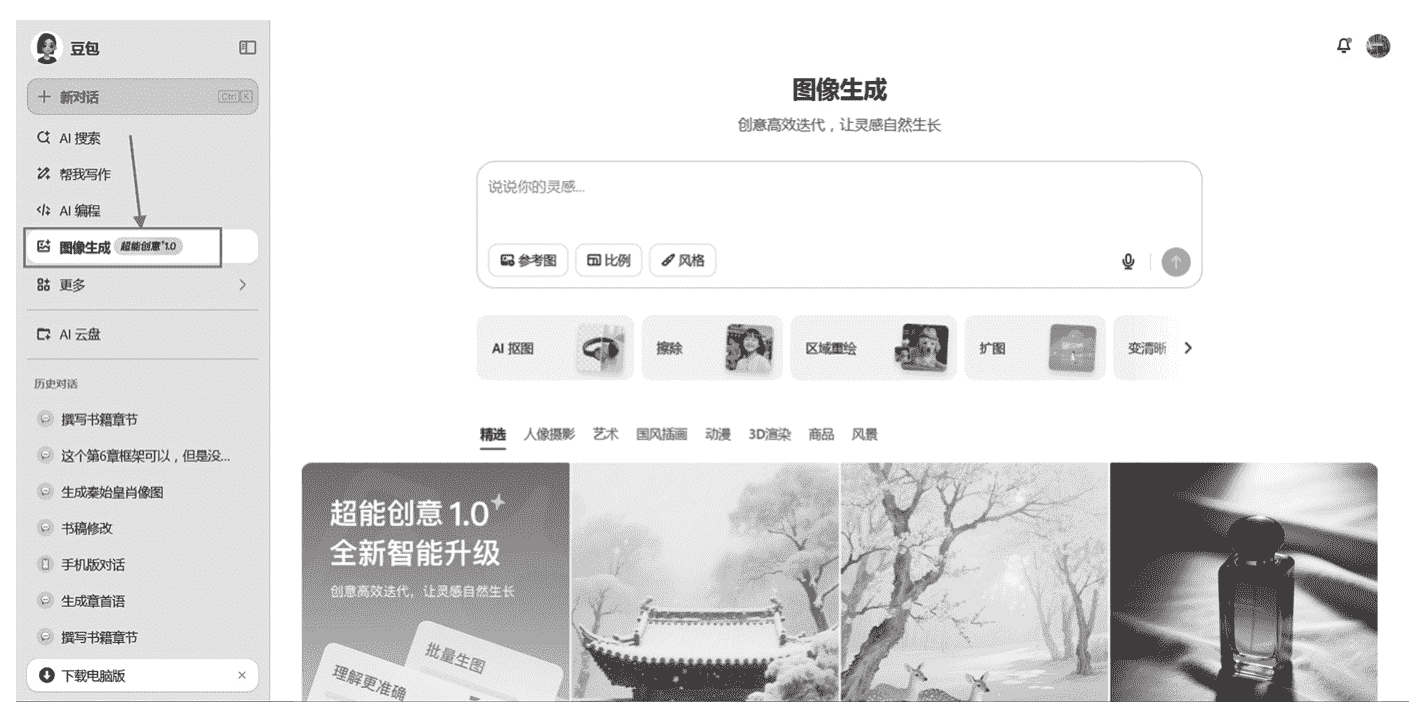 豆包
新对话 Ctrl K
AI 搜索
帮我写作
AI 编程
图像生成 超能创意1.0
更多
AI 云盘
历史对话
撰写书籍章节
这个第6章框架可以，但是没...
生成秦始皇肖像图
书稿修改
手机版对话
生成章首语
撰写书籍章节
下载电脑版
图像生成
创意高效迭代，让灵感自然生长
说说你的灵感...
参考图 比例 风格
AI 抠图 擦除 区域重绘 扩图 变清晰
精选 人像摄影 艺术 国风插画 动漫 3D渲染 商品 风景
超能创意 1.0
全新智能升级
创意高效迭代，让灵感自然生长
批量生图
理解更准确